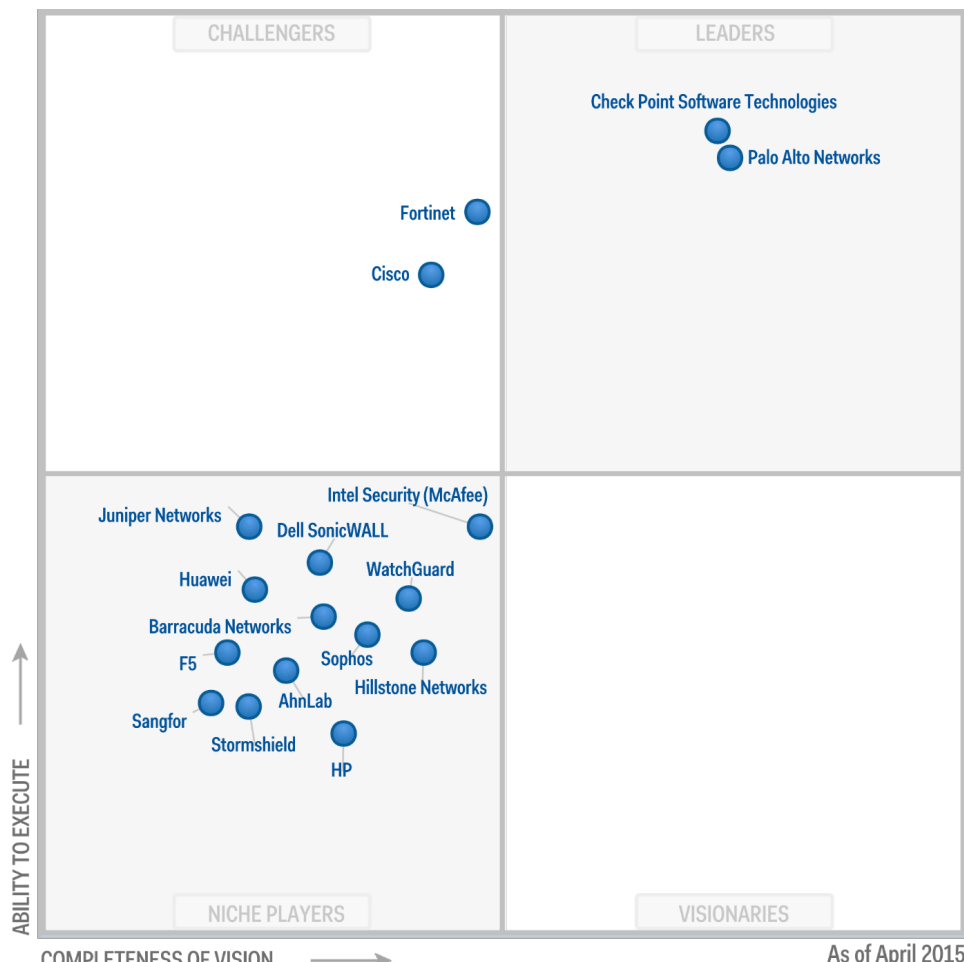 CHALLENGERS
LEADERS
Check Point Software Technologies
Palo Alto Networks
Fortinet
Cisco
Intel Security (McAfee)
Juniper Networks
Dell SonicWALL
WatchGuard
Huawei
Barracuda Networks
Sophos
F5
Hillstone Networks
AhnLab
Sangfor
Stormshield
HP
ABILITY TO EXECUTE
NICHE PLAYERS
VISIONARIES
COMPLETENESS OF VISION
As of April 2015